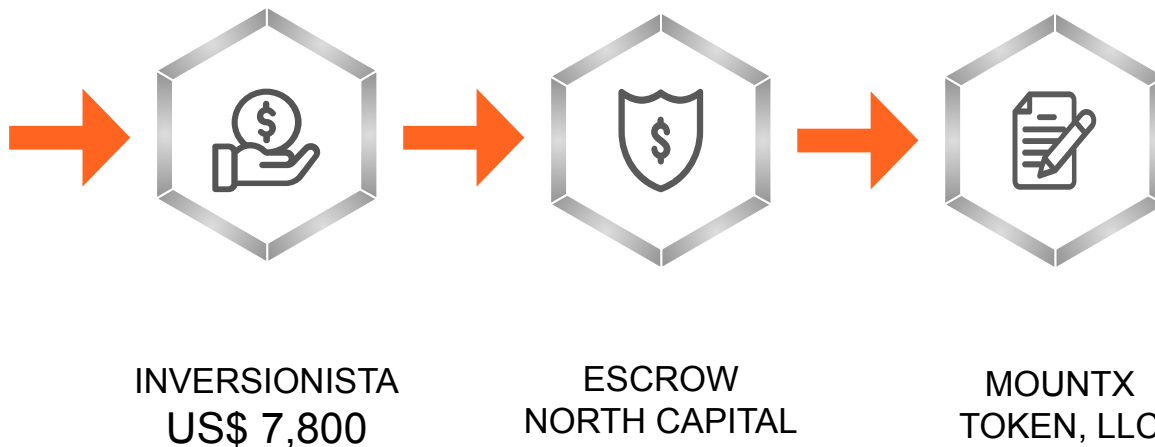 $
$
INVERSIONISTA
US$ 7,800
ESCROW
NORTH CAPITAL
MOUNTX
TOKEN, LLC